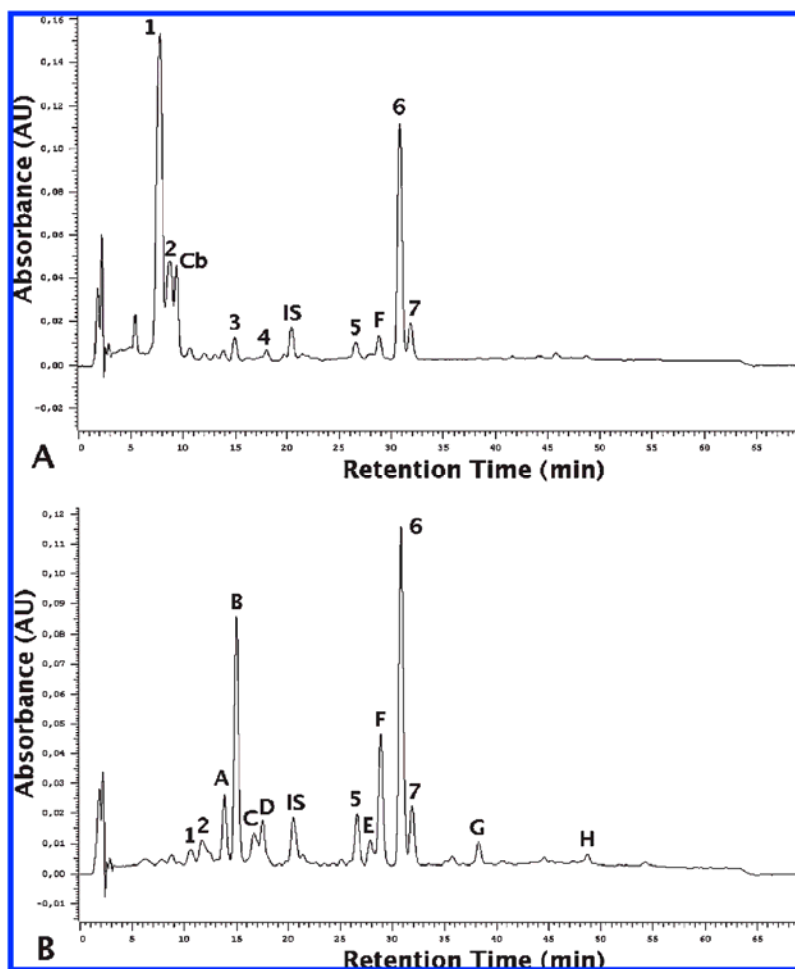 0,16
1
0,14
0,12
6
0,10
0,08
0,06
2
Cb
0,04
IS
3
4
5
F
7
0,02
0,00
-0,02
0 5 10 15 20 25 30 35 40 45 50 55 60 65
Absorbance (AU)
A
Retention Time (min)
0,12
6
0,11
0,10
0,09
B
0,08
0,07
0,06
0,05
F
0,04
A
0,03
IS
5
7
C
D
0,02
1
2
E
G
H
0,01
0,00
-0,01
0 5 10 15 20 25 30 35 40 45 50 55 60 65
Absorbance (AU)
B
Retention Time (min)